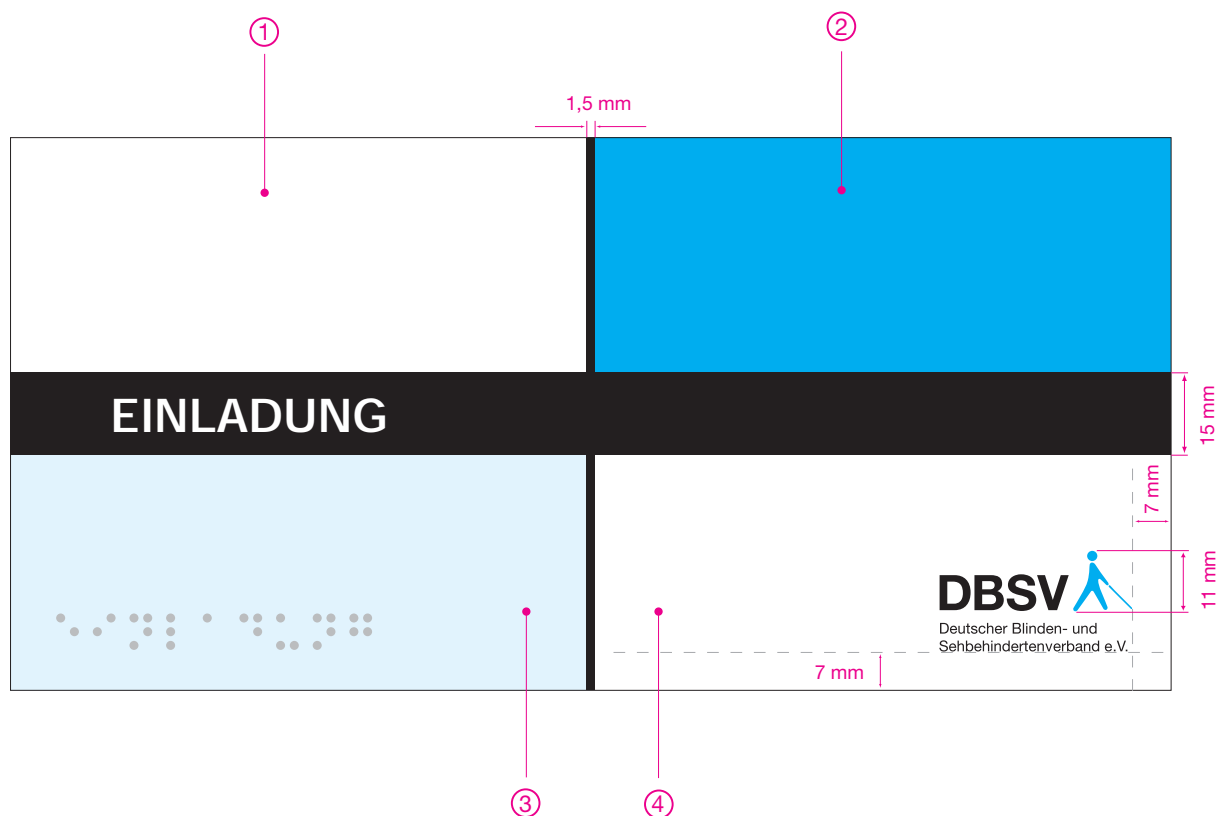 1
2
1,5 mm
EINLADUNG
15 mm
7 mm
11 mm
⠑⠊⠝⠇⠁⠙⠥⠝⠛
DBSV
Deutscher Blinden- und
Sehbehindertenverband e.V.
7 mm
3
4